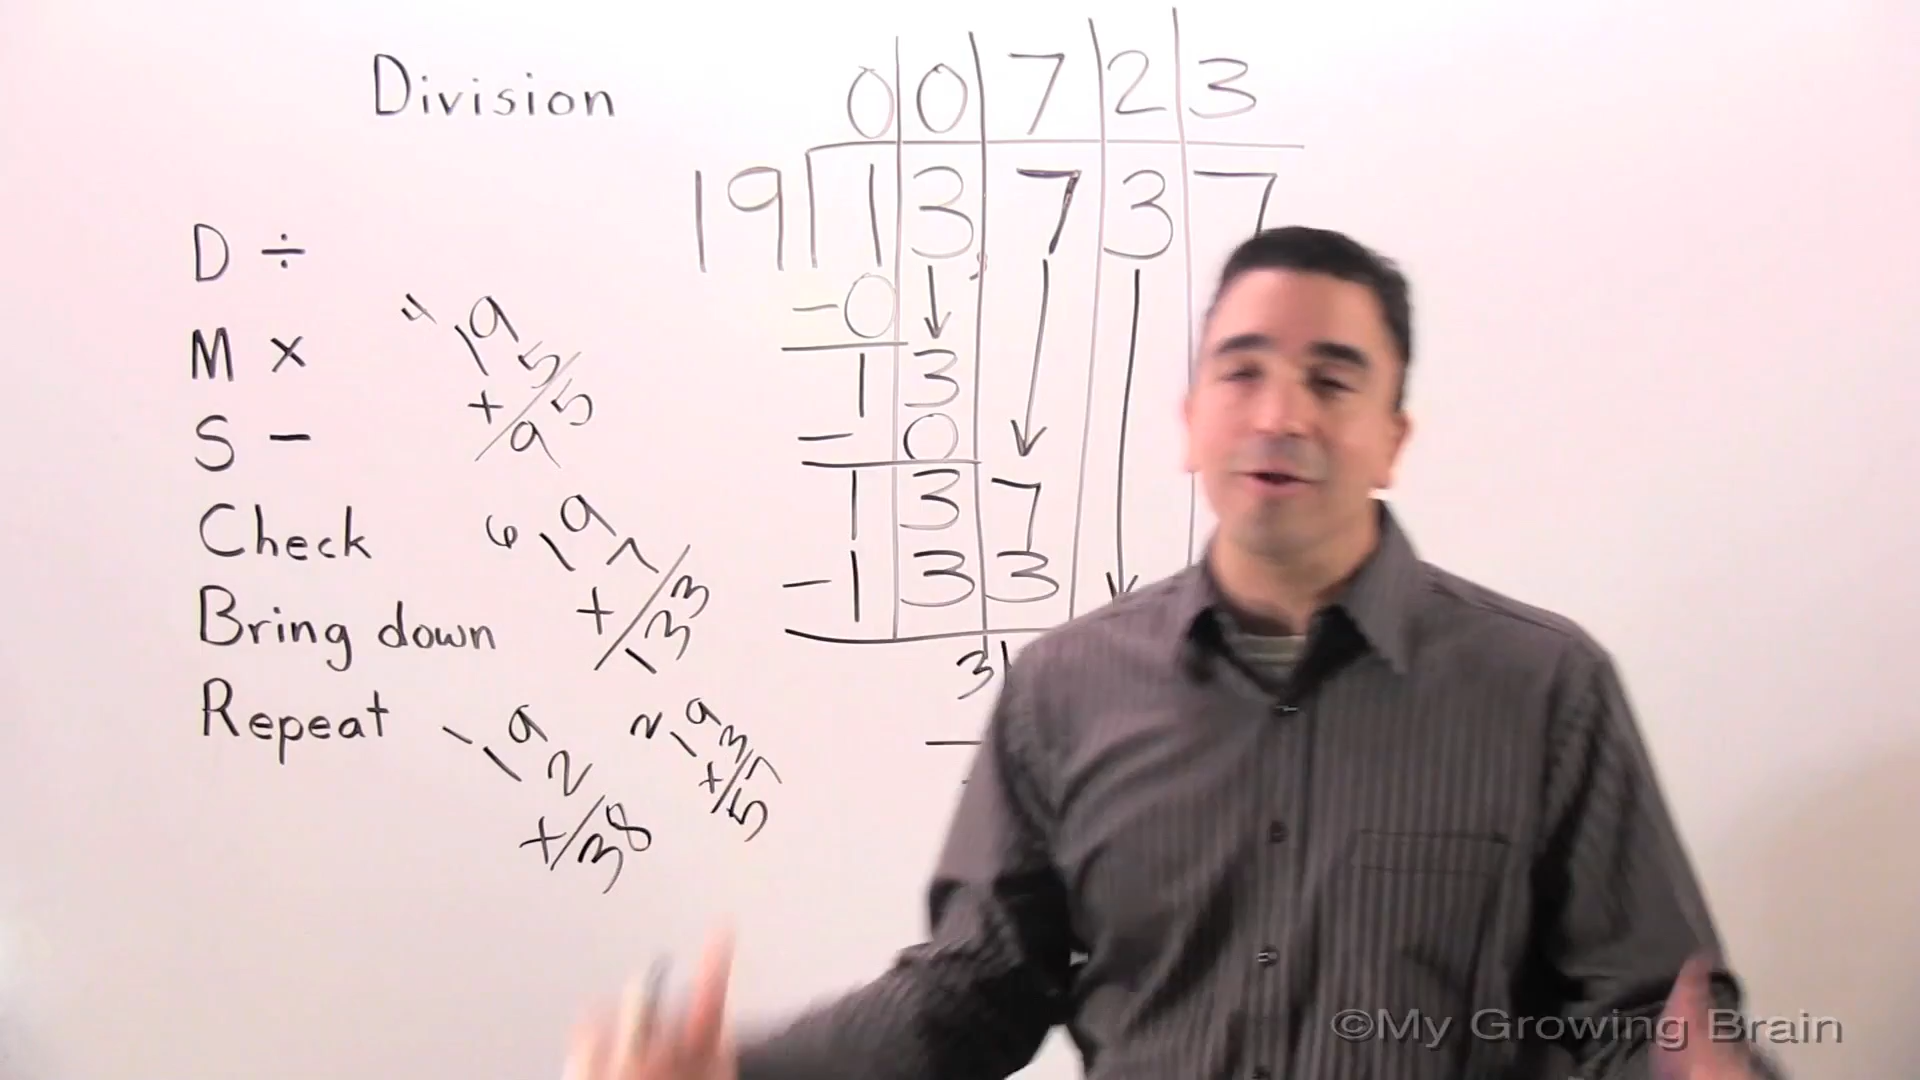 Division
0 0 7 2 3
19 1 3, 7 3 7
D ÷
- 0
M ×
1 3
S -
- 0
1 3 7
Check
- 1 3 3
Bring down
3
Repeat
4 19
5
+
95
6 19
7
+
133
1 19
2
+
38
2 19
3
+
57
©My Growing Brain